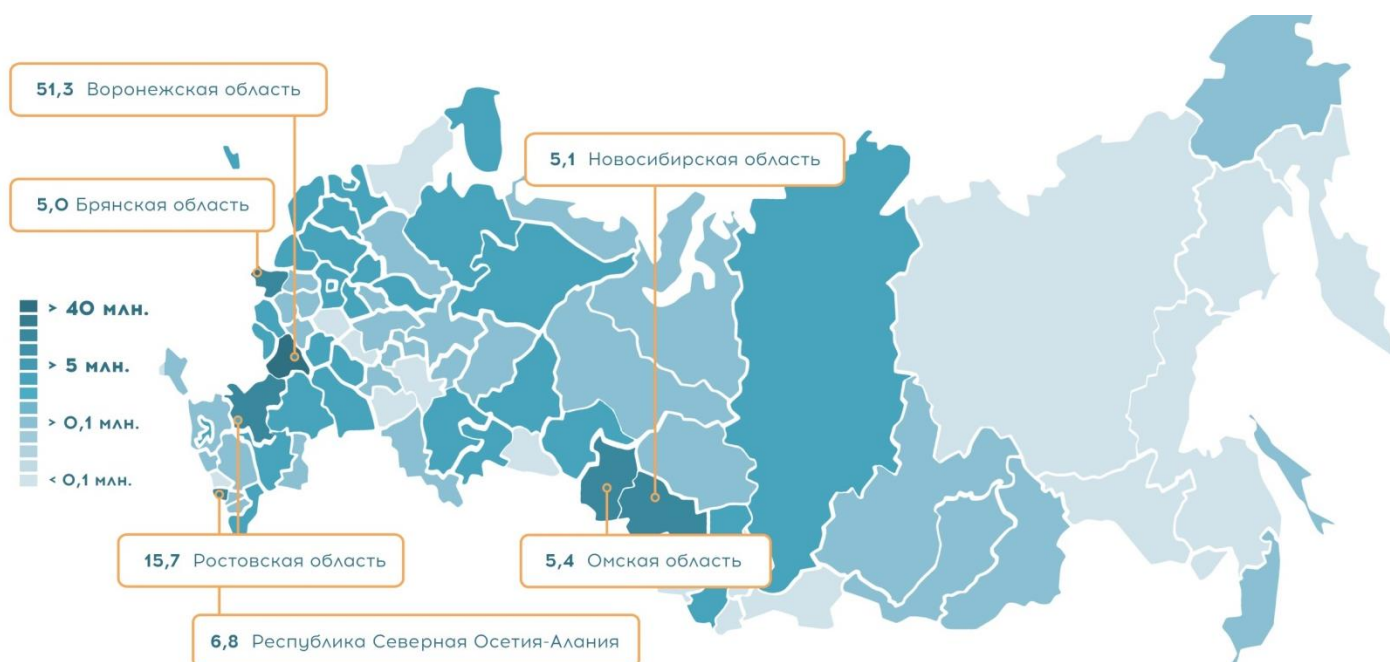 51,3 Воронежская область
5,1 Новосибирская область
5,0 Брянская область
> 40 млн.
> 5 млн.
> 0,1 млн.
< 0,1 млн.
15,7 Ростовская область
5,4 Омская область
6,8 Республика Северная Осетия-Алания